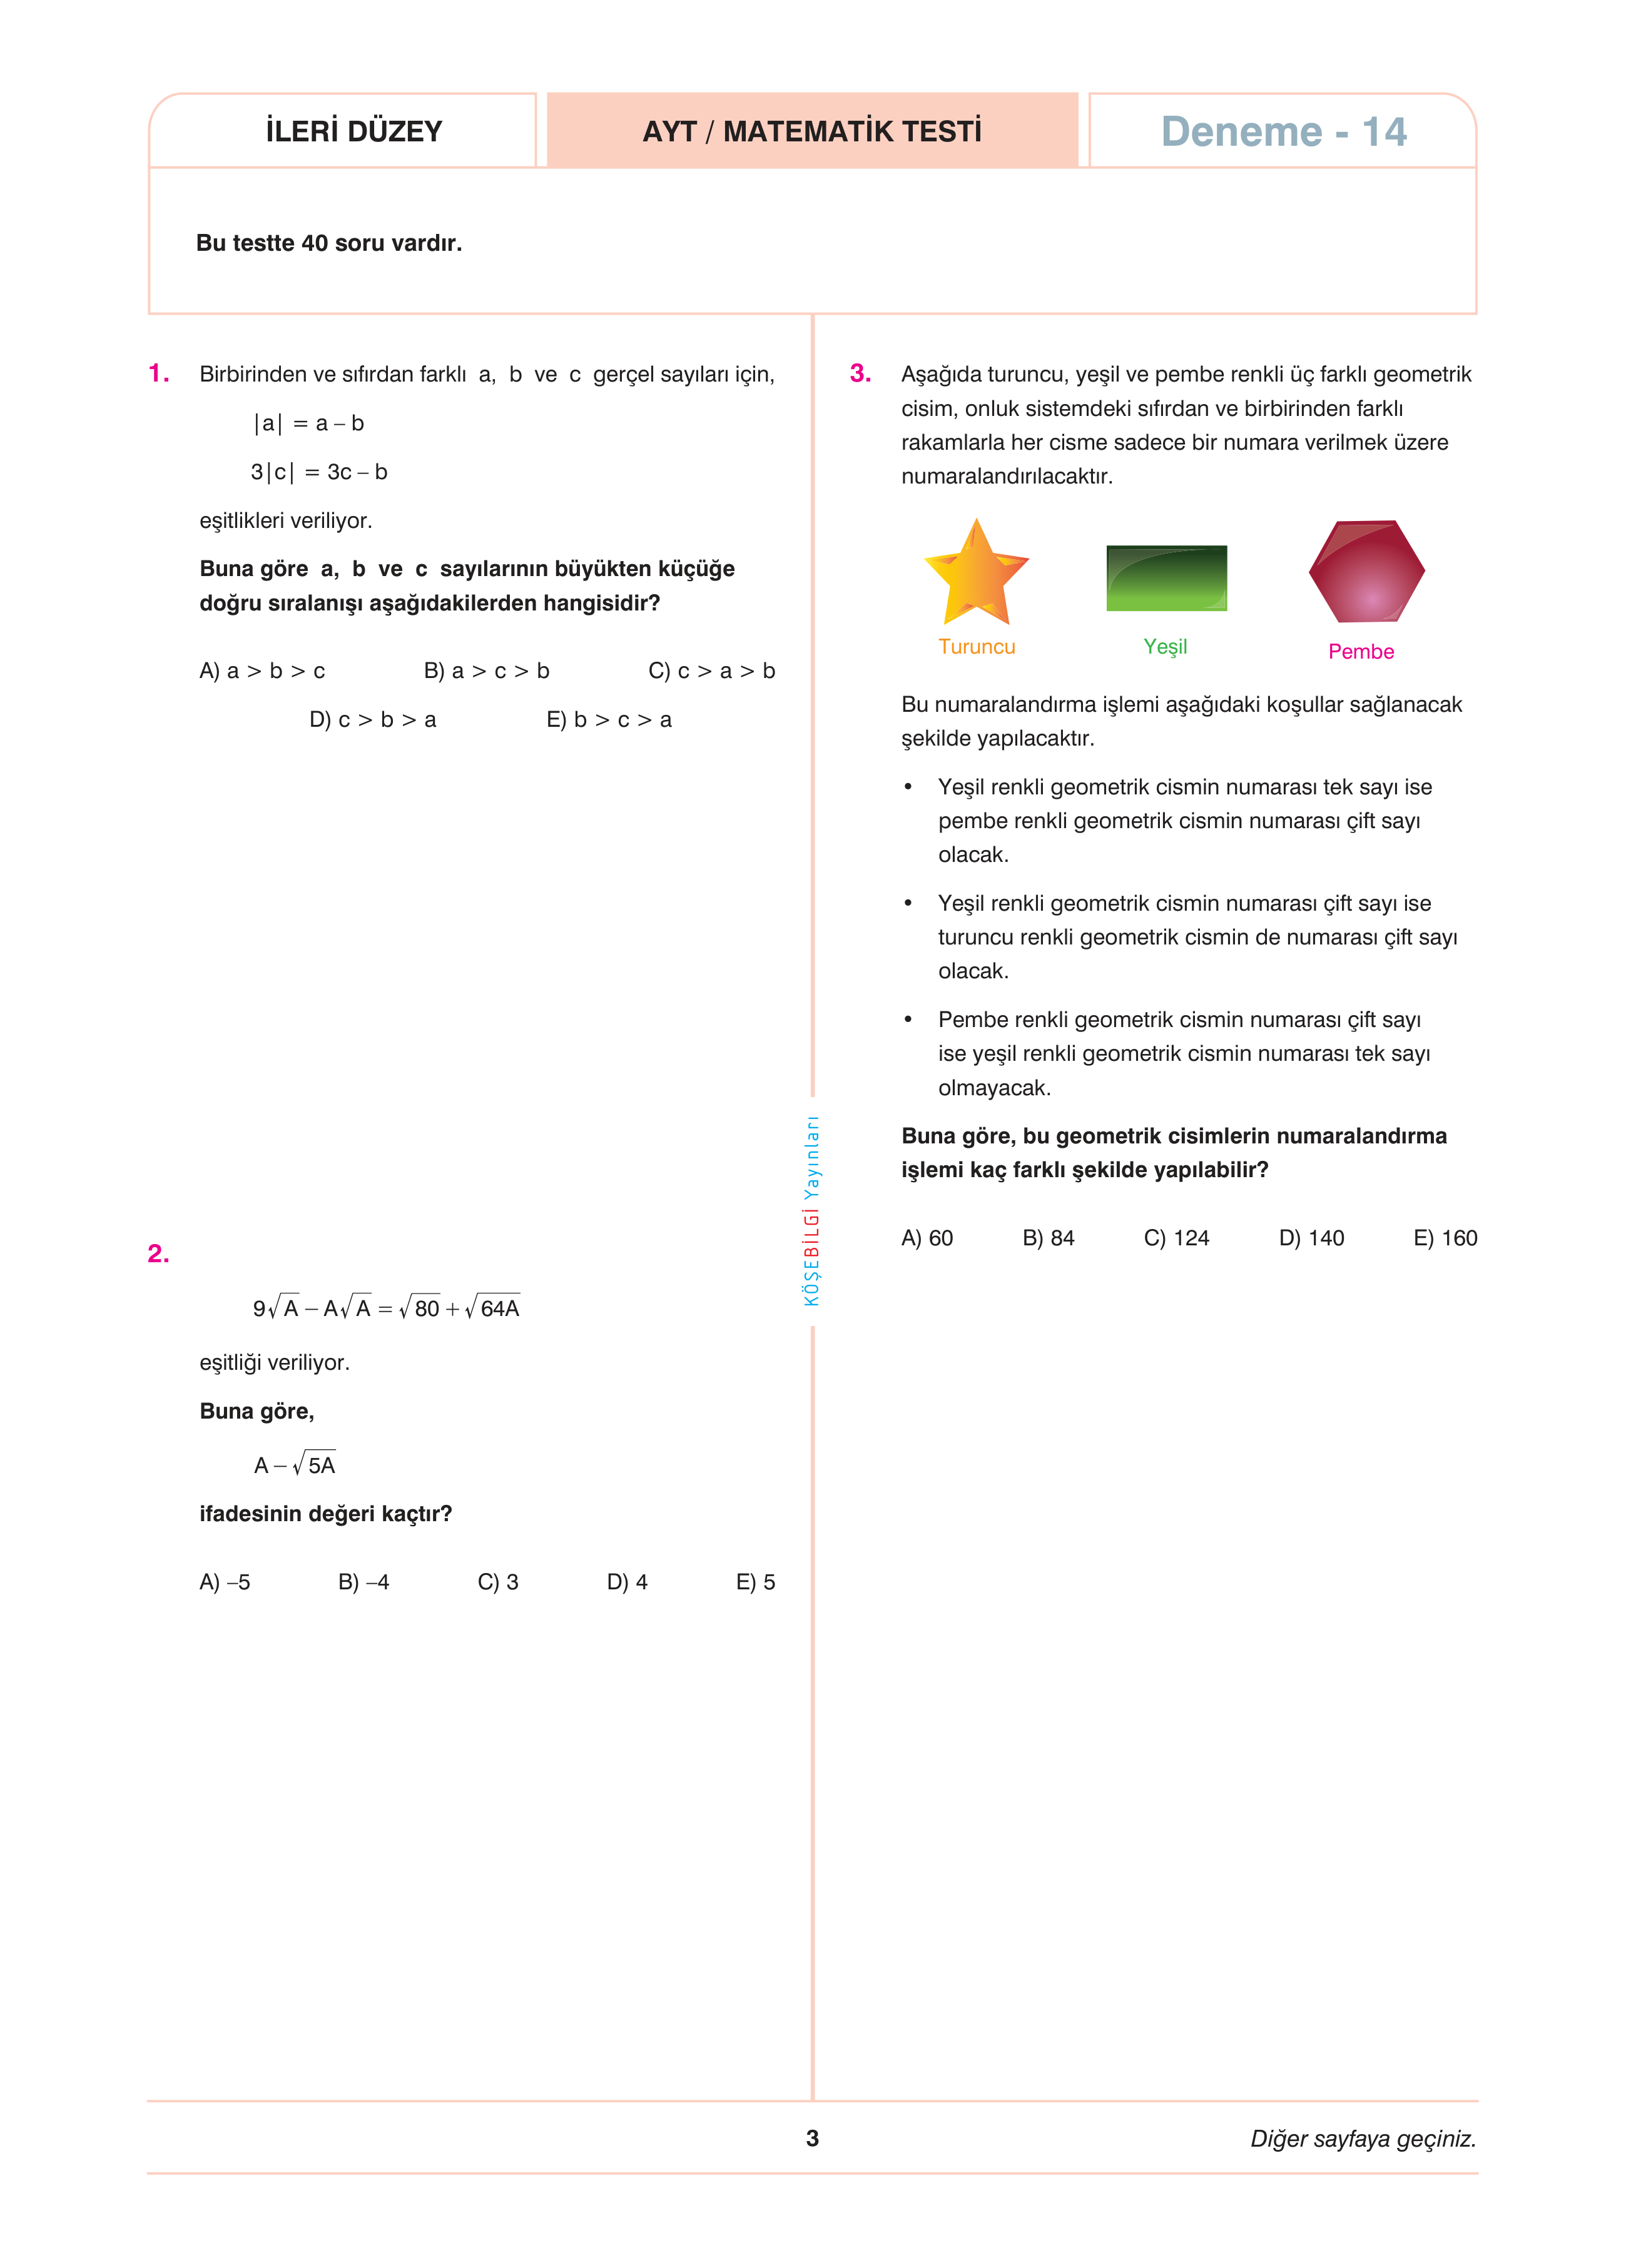 İLERİ DÜZEY
AYT / MATEMATİK TESTİ
Deneme - 14
Bu testte 40 soru vardır.
1. Birbirinden ve sıfırdan farklı a, b ve c gerçel sayıları için,
|a| = a – b
3|c| = 3c – b
eşitlikleri veriliyor.
Buna göre a, b ve c sayılarının büyükten küçüğe
doğru sıralanışı aşağıdakilerden hangisidir?
A) a > b > c B) a > c > b C) c > a > b
D) c > b > a E) b > c > a
2.
9√A – A√A = √80 + √64A
eşitliği veriliyor.
Buna göre,
A – √5A
ifadesinin değeri kaçtır?
A) –5 B) –4 C) 3 D) 4 E) 5
KÖŞEBİLGİ Yayınları
3. Aşağıda turuncu, yeşil ve pembe renkli üç farklı geometrik
cisim, onluk sistemdeki sıfırdan ve birbirinden farklı
rakamlarla her cisme sadece bir numara verilmek üzere
numaralandırılacaktır.
Turuncu Yeşil Pembe
Bu numaralandırma işlemi aşağıdaki koşullar sağlanacak
şekilde yapılacaktır.
• Yeşil renkli geometrik cismin numarası tek sayı ise
pembe renkli geometrik cismin numarası çift sayı
olacak.
• Yeşil renkli geometrik cismin numarası çift sayı ise
turuncu renkli geometrik cismin de numarası çift sayı
olacak.
• Pembe renkli geometrik cismin numarası çift sayı
ise yeşil renkli geometrik cismin numarası tek sayı
olmayacak.
Buna göre, bu geometrik cisimlerin numaralandırma
işlemi kaç farklı şekilde yapılabilir?
A) 60 B) 84 C) 124 D) 140 E) 160
3
Diğer sayfaya geçiniz.